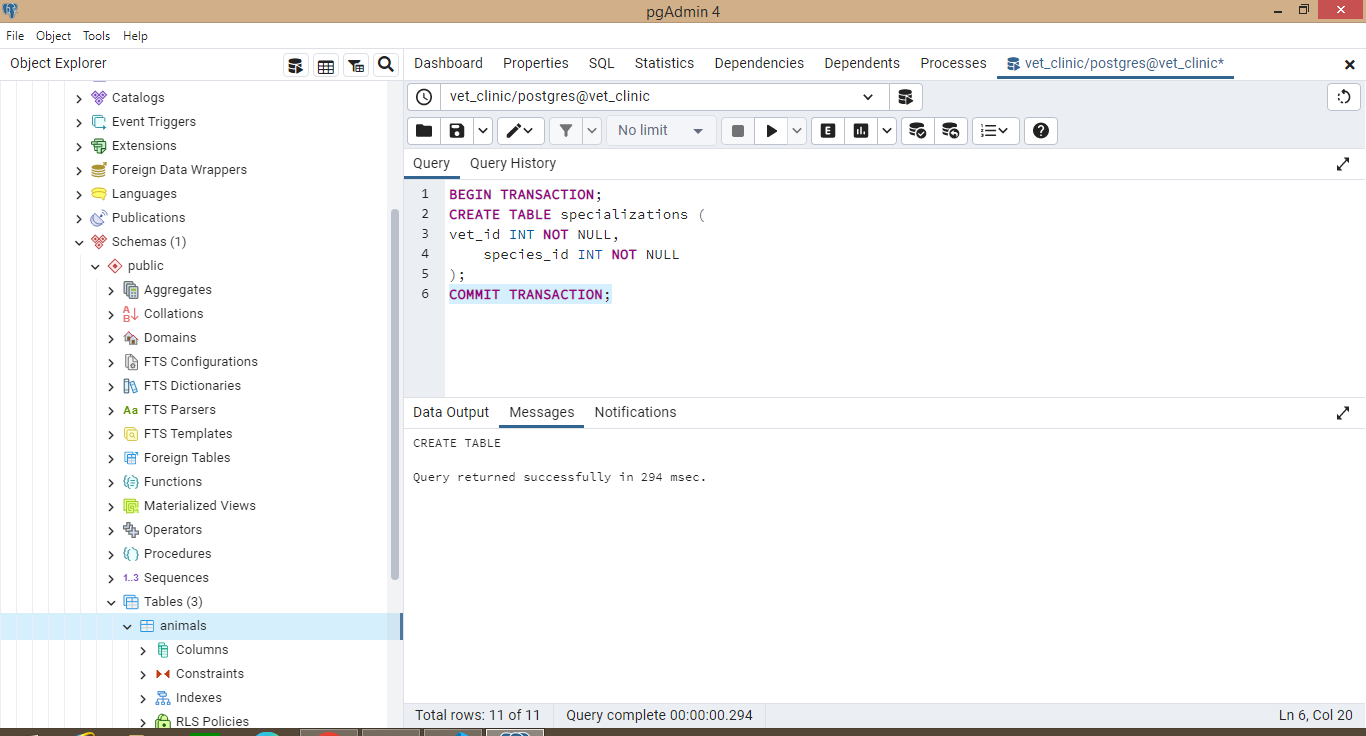 pgAdmin 4
File Object Tools Help
Object Explorer
Dashboard Properties SQL Statistics Dependencies Dependents Processes vet_clinic/postgres@vet_clinic*
Catalogs
Event Triggers
Extensions
Foreign Data Wrappers
Languages
Publications
Schemas (1)
public
Aggregates
Collations
Domains
FTS Configurations
FTS Dictionaries
Aa FTS Parsers
FTS Templates
Foreign Tables
Functions
Materialized Views
Operators
Procedures
1..3 Sequences
Tables (3)
animals
Columns
Constraints
Indexes
RLS Policies
vet_clinic/postgres@vet_clinic
No limit
E
Query Query History
1 BEGIN TRANSACTION;
2 CREATE TABLE specializations (
3 vet_id INT NOT NULL,
4     species_id INT NOT NULL
5 );
6 COMMIT TRANSACTION;
Data Output Messages Notifications
CREATE TABLE
Query returned successfully in 294 msec.
Total rows: 11 of 11 Query complete 00:00:00.294 Ln 6, Col 20